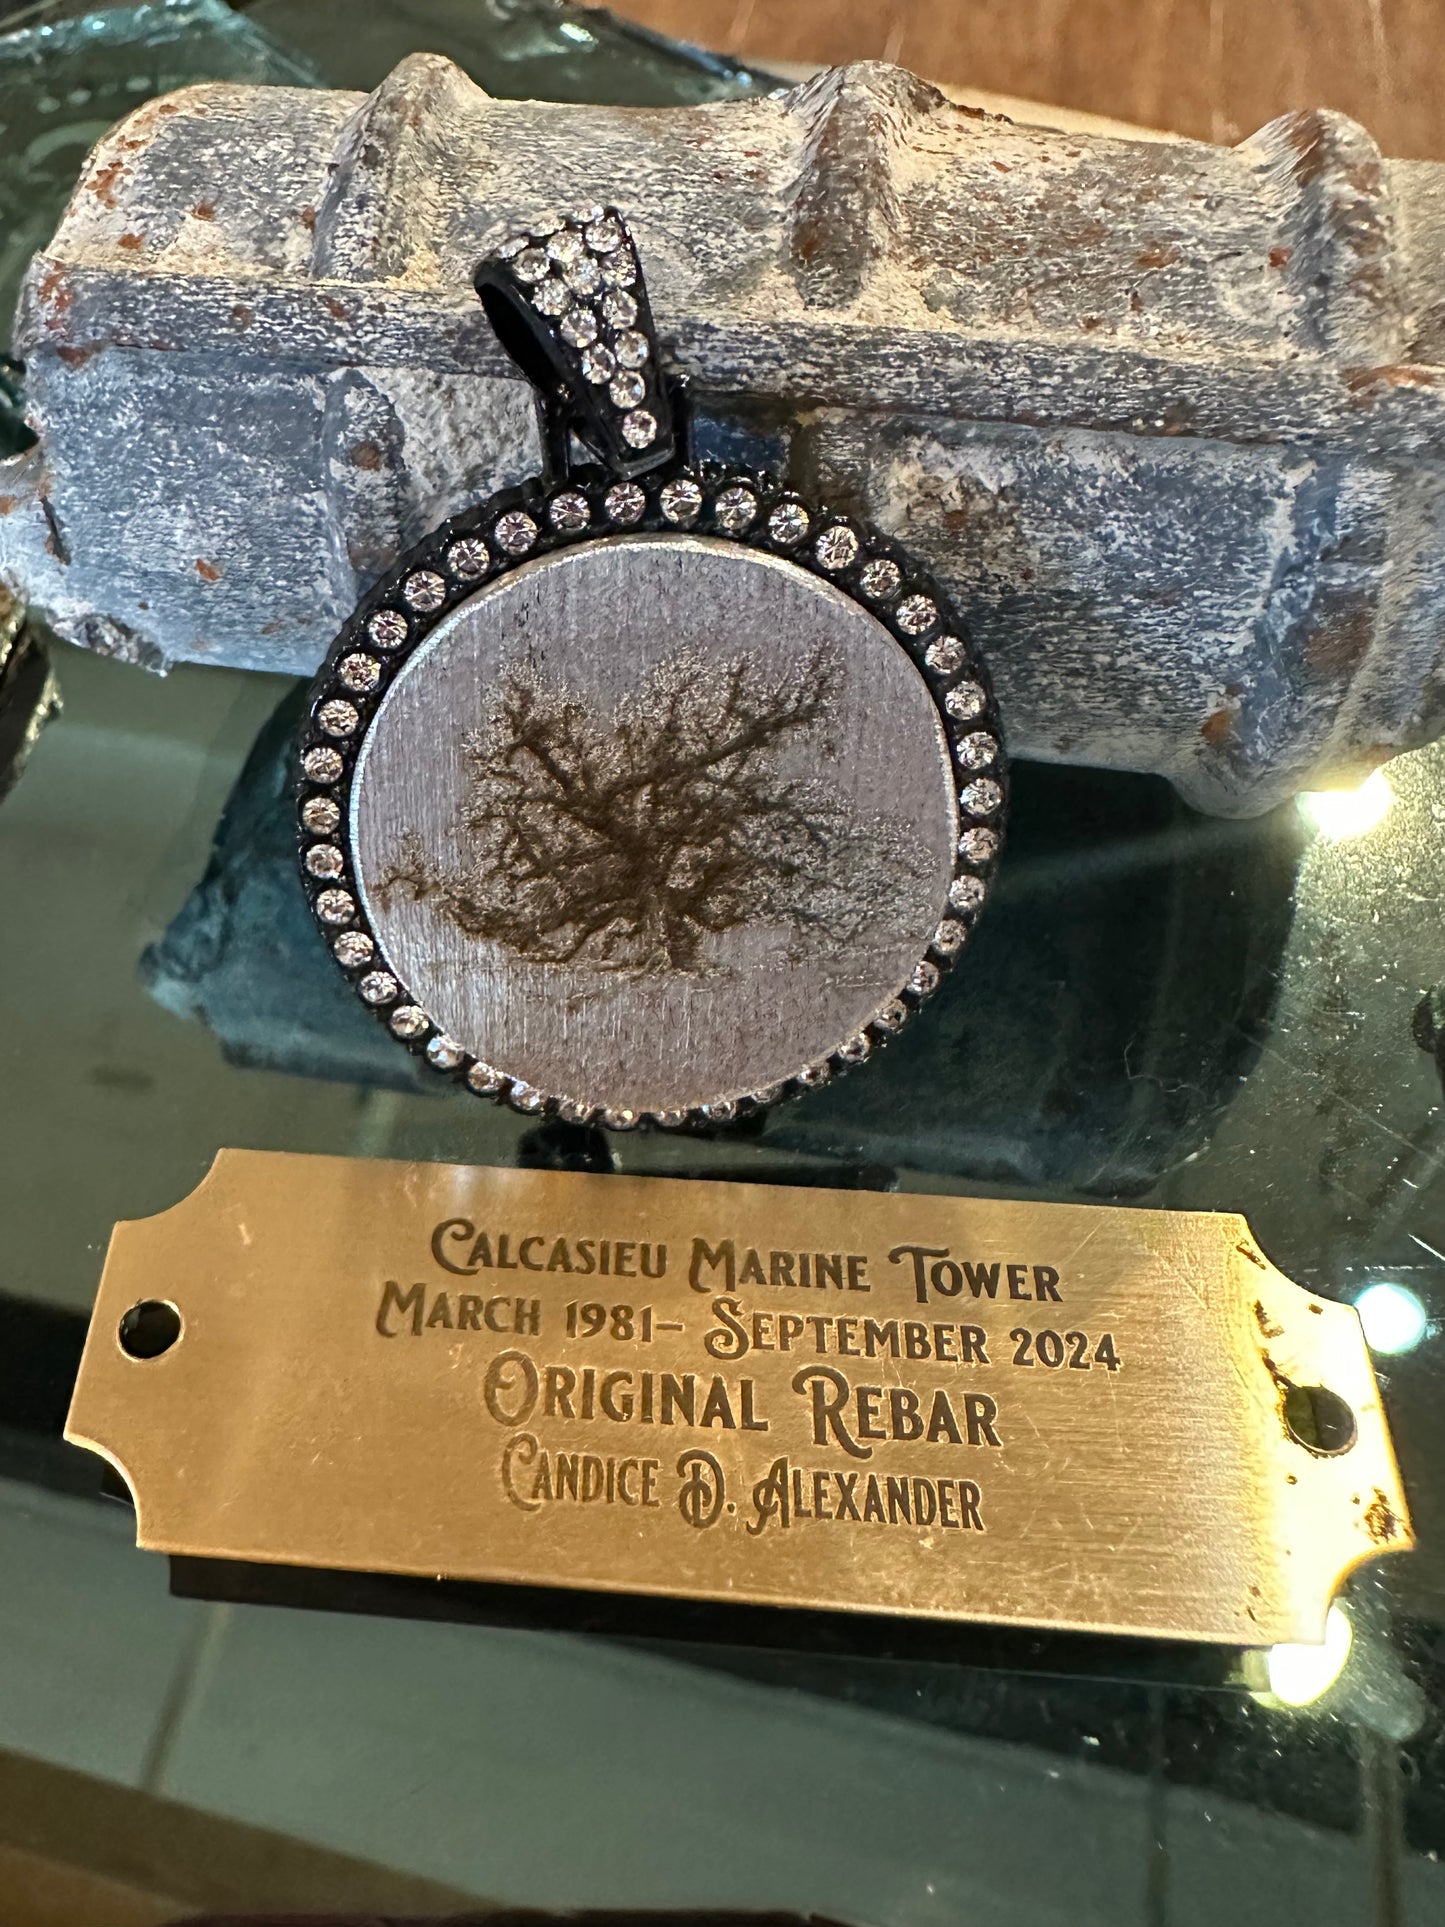 Calcasieu Marine Tower
March 1981- September 2024
Original Rebar
Candice D. Alexander